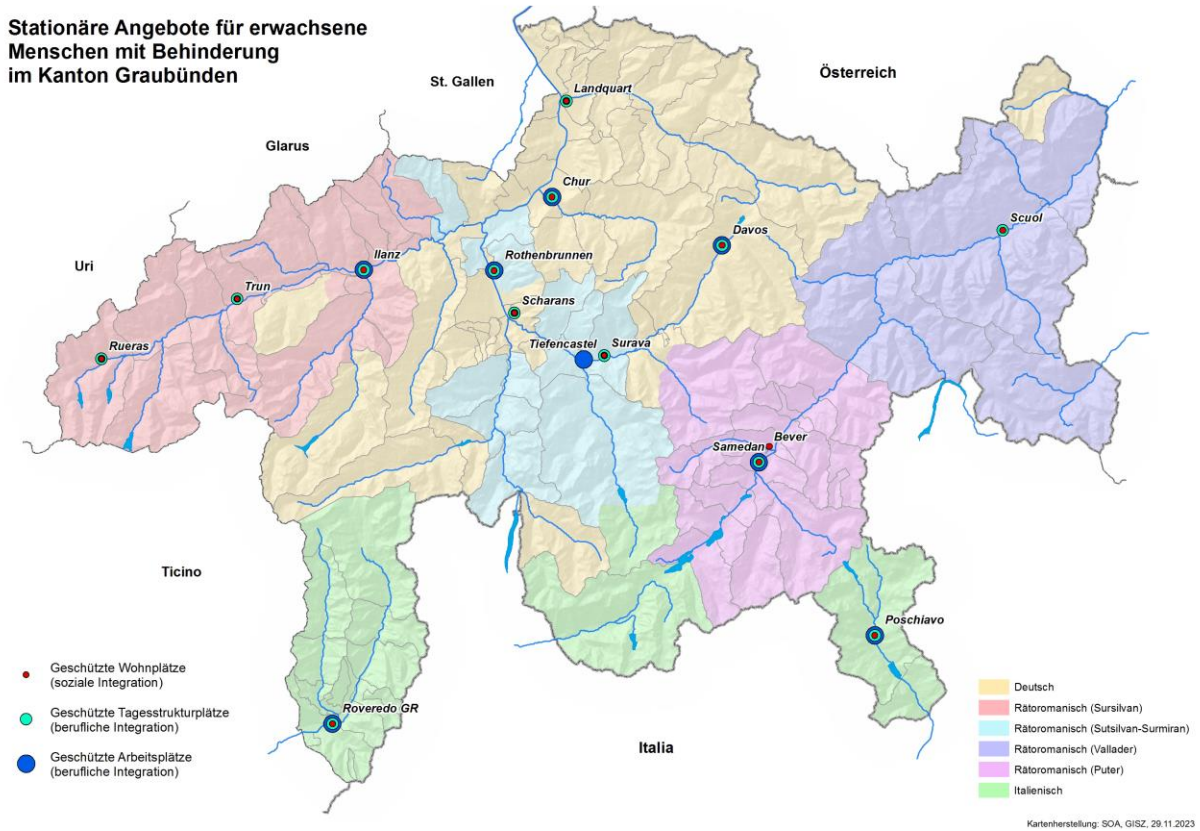 Stationäre Angebote für erwachsene
Menschen mit Behinderung
im Kanton Graubünden
St. Gallen
Österreich
Landquart
Glarus
Chur
Scuol
Davos
Ilanz
Rothenbrunnen
Uri
Trun
Scharans
Tiefencastel
Surava
Rueras
Bever
Samedan
Ticino
Poschiavo
Geschützte Wohnplätze
(soziale Integration)
Geschützte Tagesstrukturplätze
(berufliche Integration)
Geschützte Arbeitsplätze
(berufliche Integration)
Roveredo GR
Italia
Deutsch
Rätoromanisch (Sursilvan)
Rätoromanisch (Sutsilvan-Surmiran)
Rätoromanisch (Vallader)
Rätoromanisch (Puter)
Italienisch
Kartenherstellung: SOA, GISZ, 29.11.2023